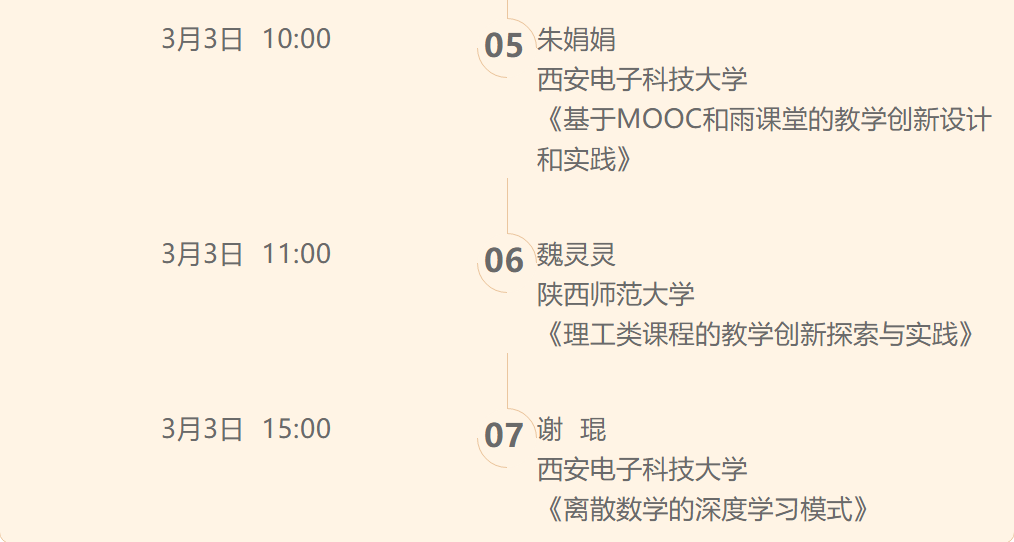 3月3日 10:00
05
朱娟娟
西安电子科技大学
《基于MOOC和雨课堂的教学创新设计
和实践》
3月3日 11:00
06
魏灵灵
陕西师范大学
《理工类课程的教学创新探索与实践》
3月3日 15:00
07
谢 琨
西安电子科技大学
《离散数学的深度学习模式》